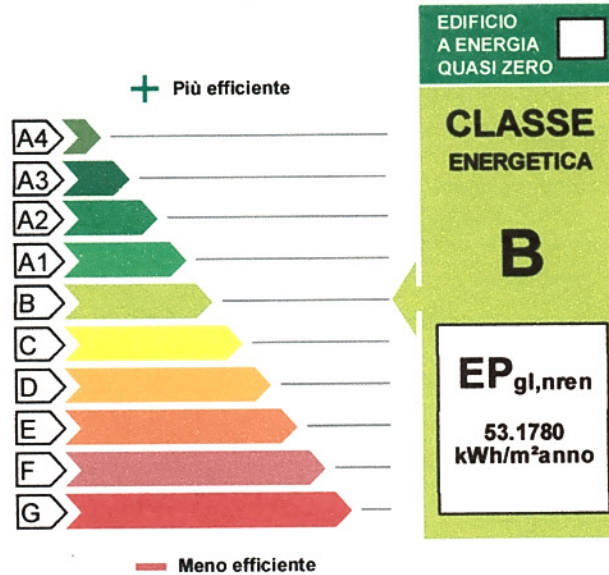 EDIFICIO
A ENERGIA
QUASI ZERO
+ Più efficiente
A4
A3
A2
A1
B
C
D
E
F
G
Meno efficiente
CLASSE
ENERGETICA
B
EPgl,nren
53.1780
kWh/m²anno